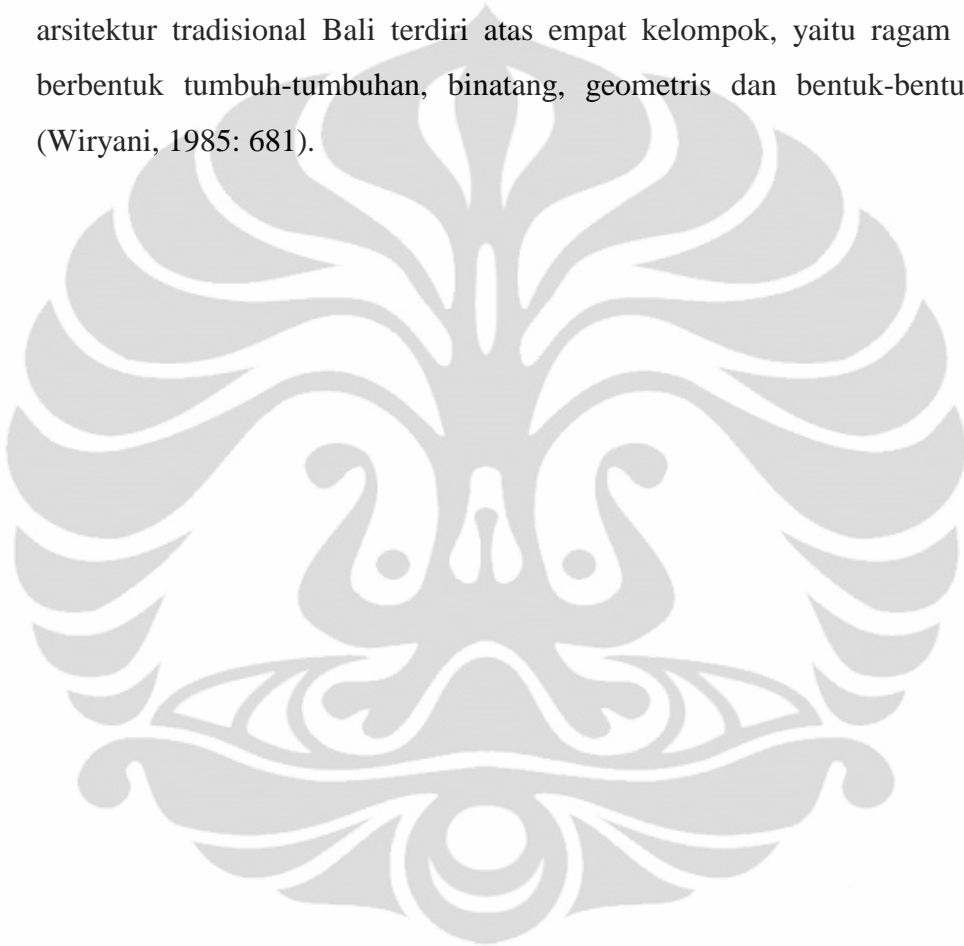 arsitektur tradisional Bali terdiri atas empat kelompok, yaitu ragam
berbentuk tumbuh-tumbuhan, binatang, geometris dan bentuk-bentu
(Wiryani, 1985: 681).